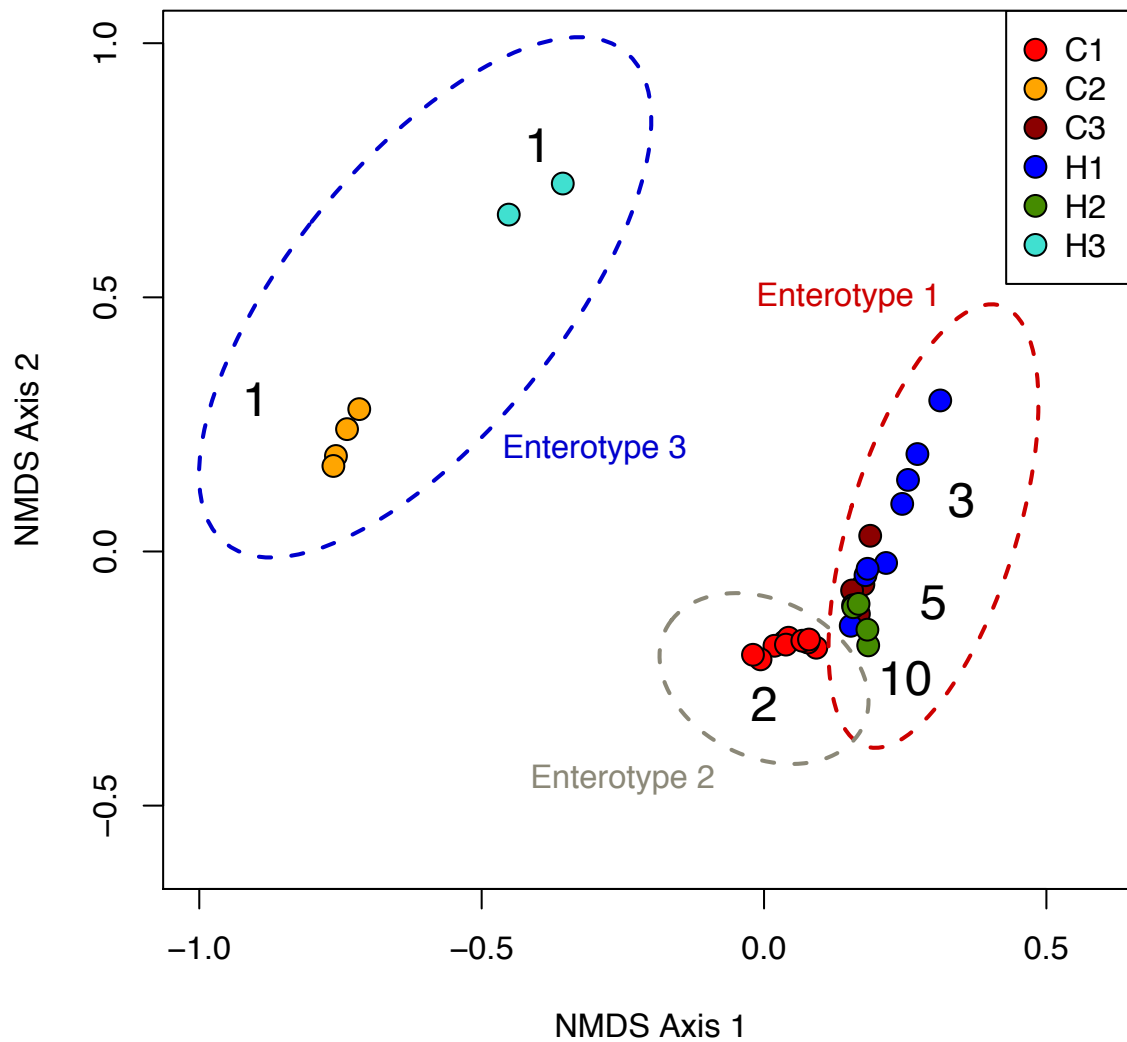 1.0
0.5
0.0
−0.5
NMDS Axis 2
C1
C2
C3
H1
H2
H3
1
Enterotype 1
1
Enterotype 3
3
5
10
2
Enterotype 2
−1.0
−0.5
0.0
0.5
NMDS Axis 1